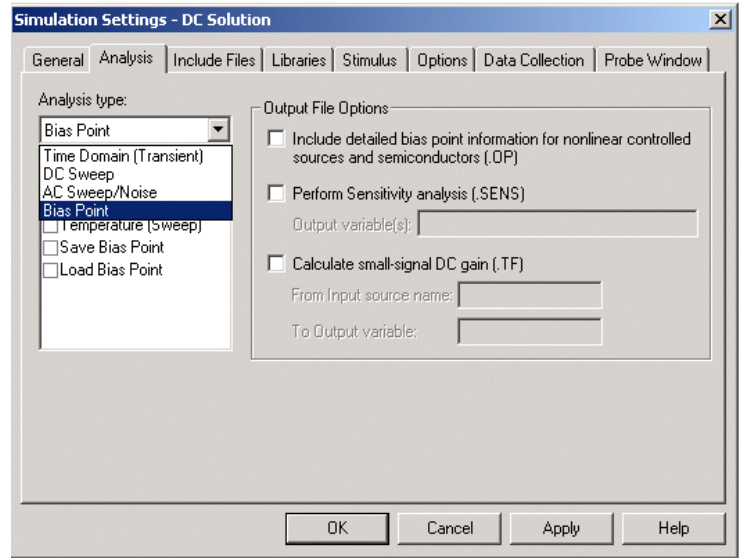 Simulation Settings - DC Solution
General Analysis Include Files Libraries Stimulus Options Data Collection Probe Window
Analysis type:
Bias Point
Time Domain (Transient)
DC Sweep
AC Sweep/Noise
Bias Point
Temperature (Sweep)
Save Bias Point
Load Bias Point
Output File Options
Include detailed bias point information for nonlinear controlled
sources and semiconductors (.OP)
Perform Sensitivity analysis (.SENS)
Output variable(s):
Calculate small-signal DC gain (.TF)
From Input source name:
To Output variable:
OK Cancel Apply Help